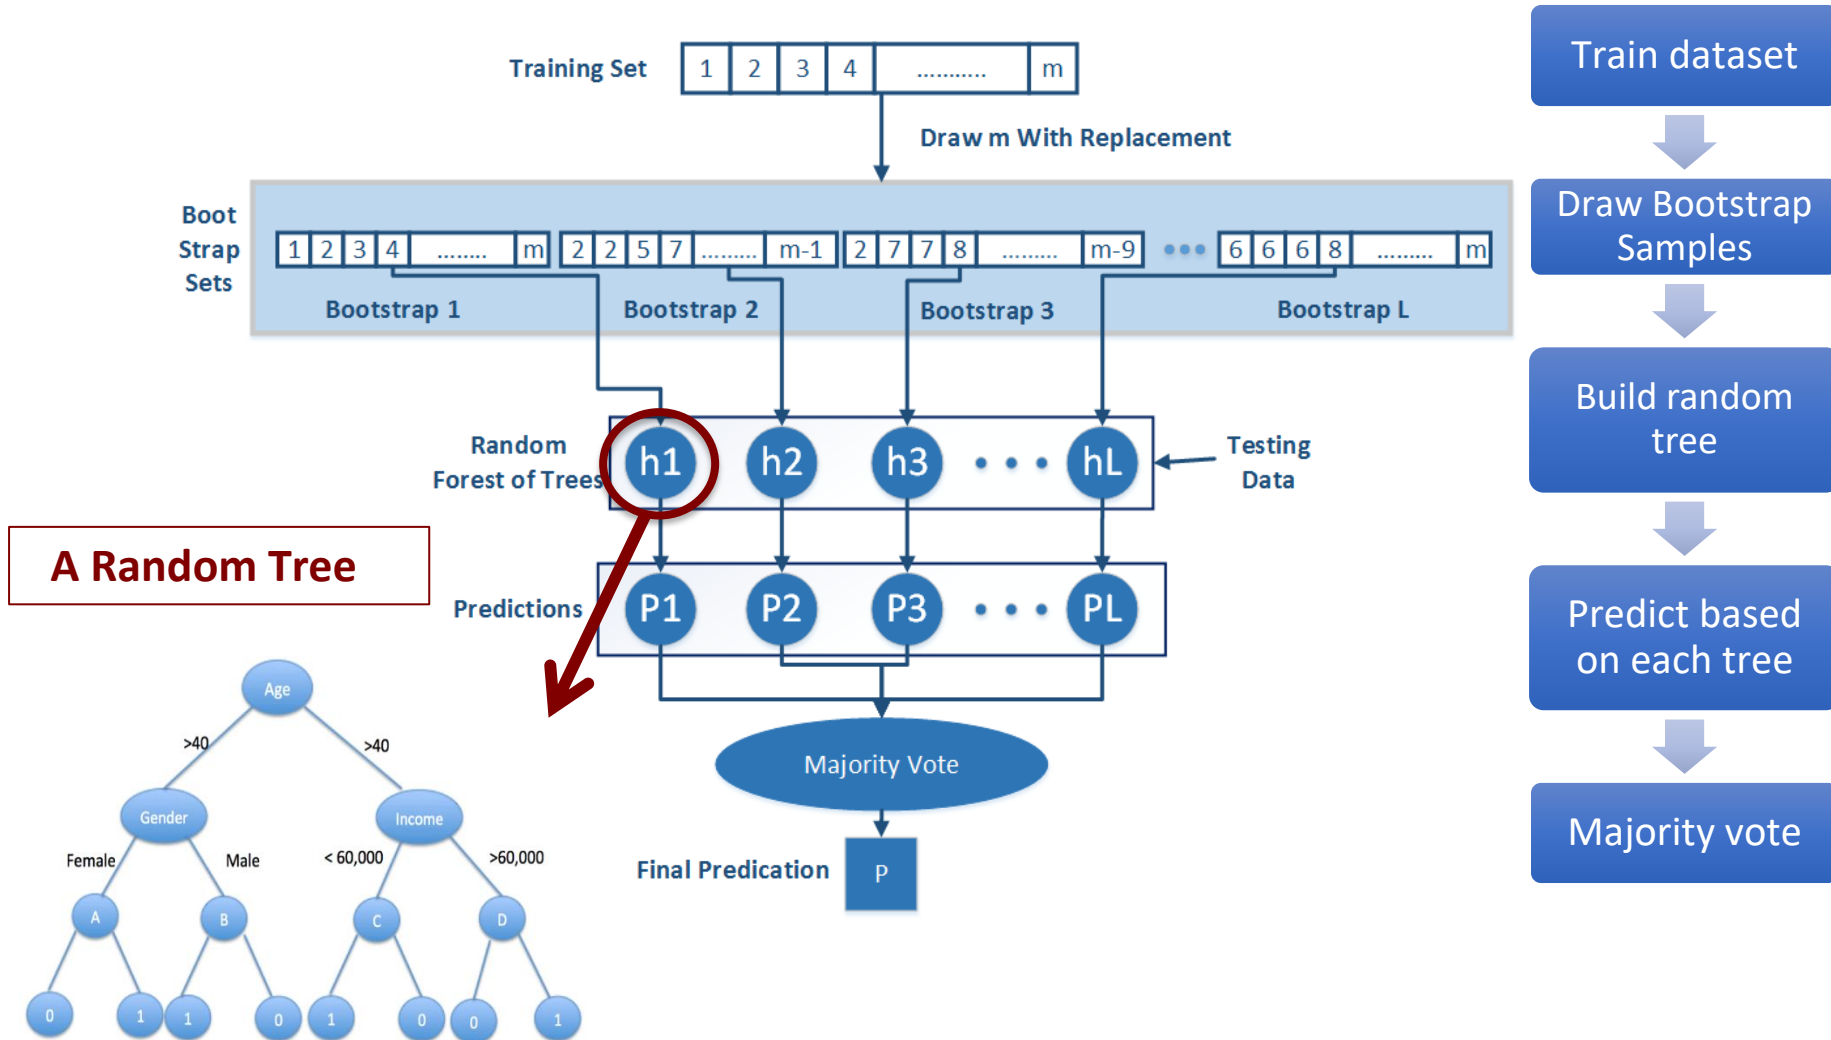 Training Set 1 2 3 4 ........... m
Draw m With Replacement
Boot
Strap
Sets
1 2 3 4 ........ m 2 2 5 7 ......... m-1 2 7 7 8 ......... m-9 6 6 6 8 ......... m
Bootstrap 1 Bootstrap 2 Bootstrap 3 Bootstrap L
Random
Forest of Trees
h1 h2 h3 hL
Testing
Data
A Random Tree
Predictions
P1 P2 P3 PL
Majority Vote
Final Predication P
Age
>40 >40
Gender Income
Female Male < 60,000 >60,000
A B C D
0 1 1 0 1 0 0 1
Train dataset
Draw Bootstrap
Samples
Build random
tree
Predict based
on each tree
Majority vote